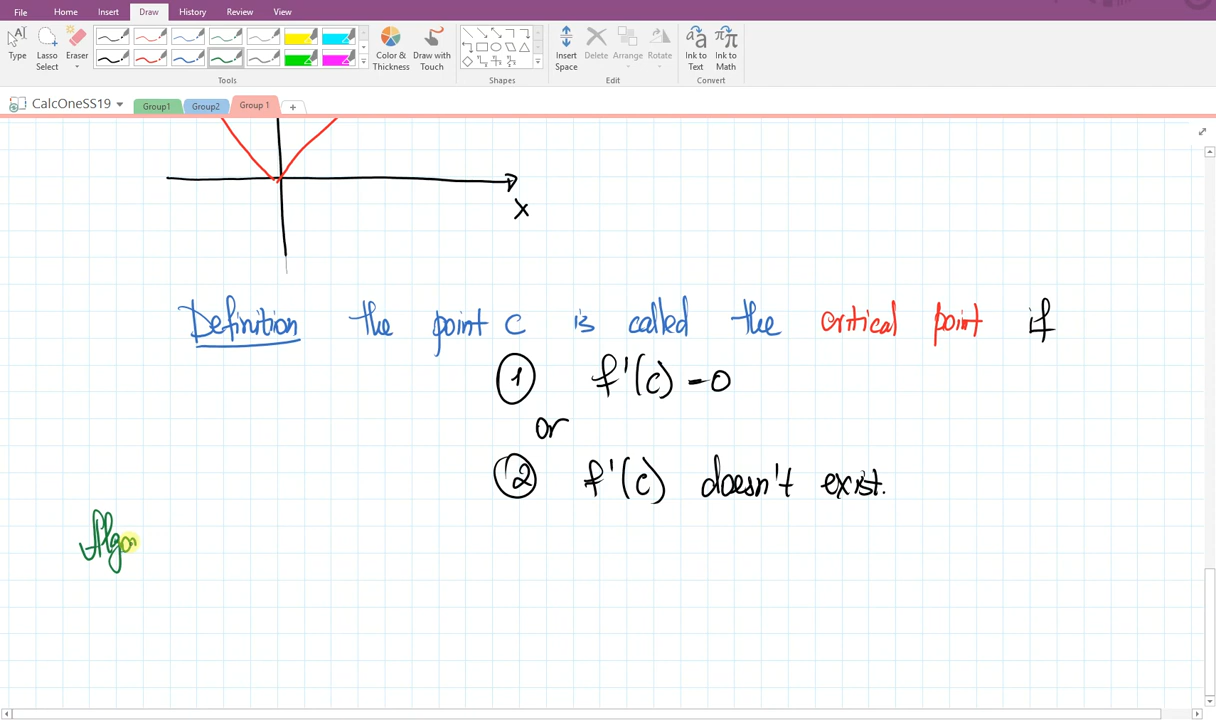 File Home Insert Draw History Review View
Type Lasso Select Eraser Color & Thickness Draw with Touch Insert Space Delete Arrange Rotate Ink to Text Ink to Math
Tools Shapes Edit Convert
CalcOneSS19 Group1 Group2 Group 1
x
Definition the point c is called the critical point if
1 f'(c) - 0
or
2 f'(c) doesn't exist.
Algo